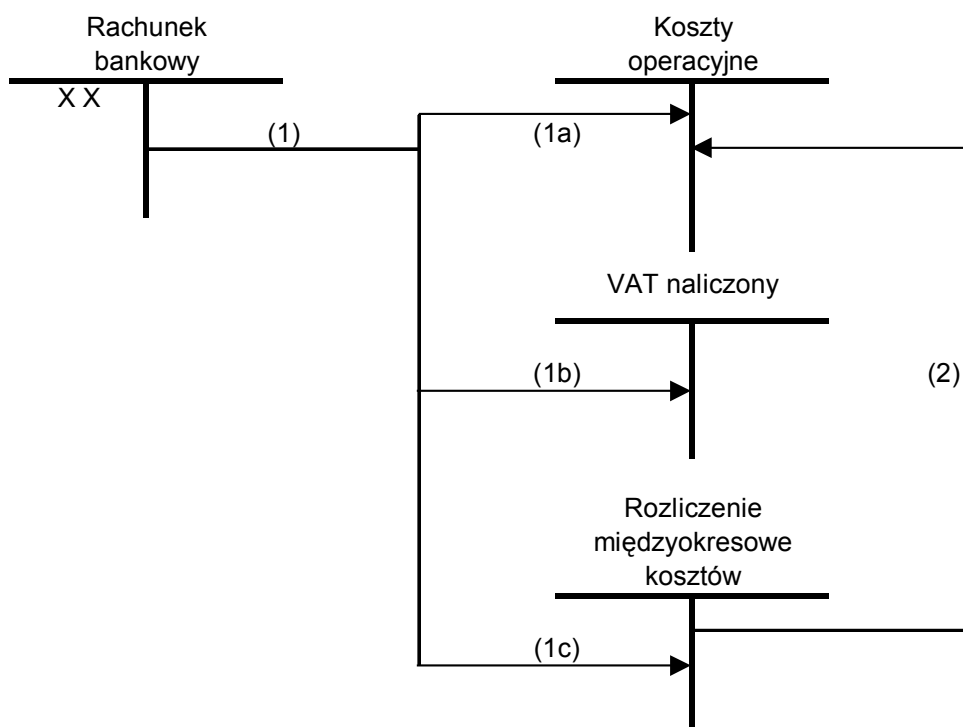 Rachunek
bankowy
X X
Koszty
operacyjne
(1)
(1a)
VAT naliczony
(1b)
(2)
Rozliczenie
międzyokresowe
kosztów
(1c)